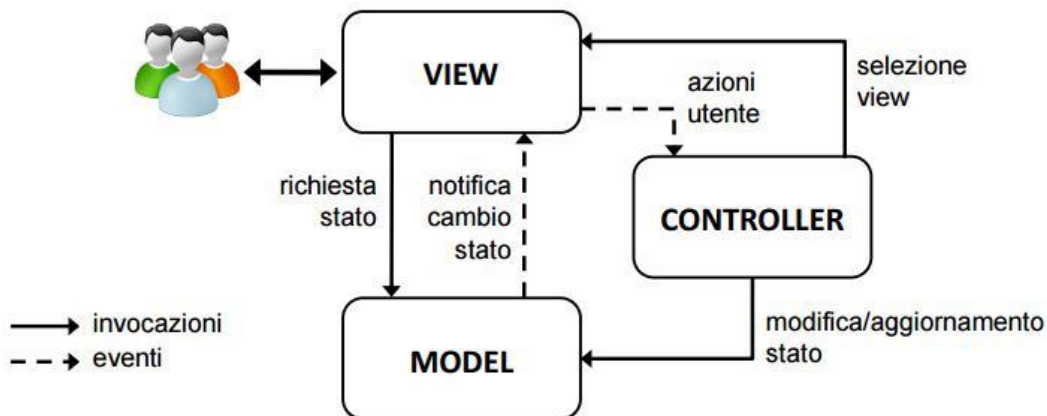 VIEW
selezione
view
azioni
utente
richiesta
stato
notifica
cambio
stato
CONTROLLER
invocazioni
eventi
MODEL
modifica/aggiornamento
stato